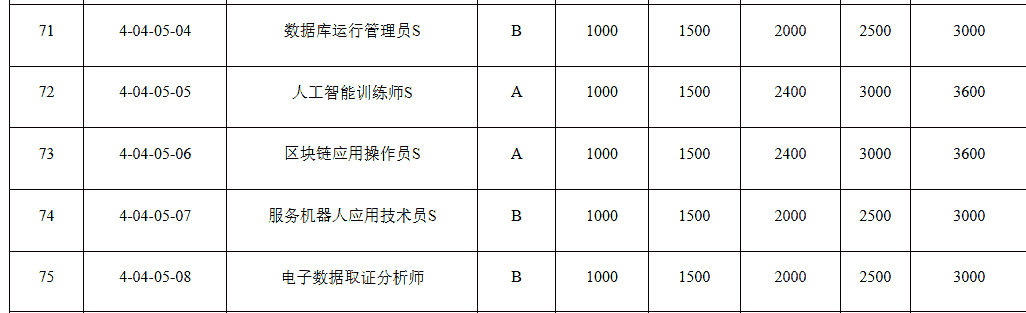 71 4-04-05-04 数据库运行管理员S B 1000 1500 2000 2500 3000
72 4-04-05-05 人工智能训练师S A 1000 1500 2400 3000 3600
73 4-04-05-06 区块链应用操作员S A 1000 1500 2400 3000 3600
74 4-04-05-07 服务机器人应用技术员S B 1000 1500 2000 2500 3000
75 4-04-05-08 电子数据取证分析师 B 1000 1500 2000 2500 3000